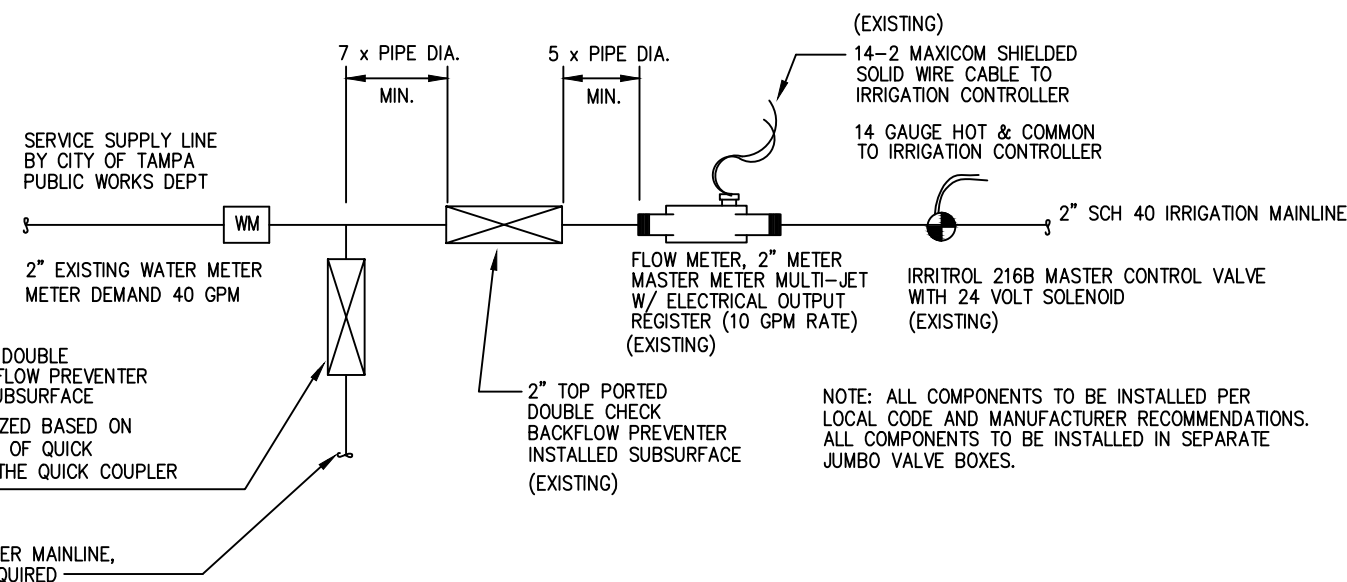 (EXISTING)
14-2 MAXICOM SHIELDED
SOLID WIRE CABLE TO
IRRIGATION CONTROLLER
14 GAUGE HOT & COMMON
TO IRRIGATION CONTROLLER
7 x PIPE DIA.
MIN.
5 x PIPE DIA.
MIN.
SERVICE SUPPLY LINE
BY CITY OF TAMPA
PUBLIC WORKS DEPT
WM
2" SCH 40 IRRIGATION MAINLINE
2" EXISTING WATER METER
METER DEMAND 40 GPM
FLOW METER, 2" METER
MASTER METER MULTI-JET
W/ ELECTRICAL OUTPUT
REGISTER (10 GPM RATE)
(EXISTING)
IRRITROL 216B MASTER CONTROL VALVE
WITH 24 VOLT SOLENOID
(EXISTING)
DOUBLE
FLOW PREVENTER
UBSURFACE
ZED BASED ON
OF QUICK
THE QUICK COUPLER
2" TOP PORTED
DOUBLE CHECK
BACKFLOW PREVENTER
INSTALLED SUBSURFACE
(EXISTING)
NOTE: ALL COMPONENTS TO BE INSTALLED PER
LOCAL CODE AND MANUFACTURER RECOMMENDATIONS.
ALL COMPONENTS TO BE INSTALLED IN SEPARATE
JUMBO VALVE BOXES.
ER MAINLINE,
QUIRED